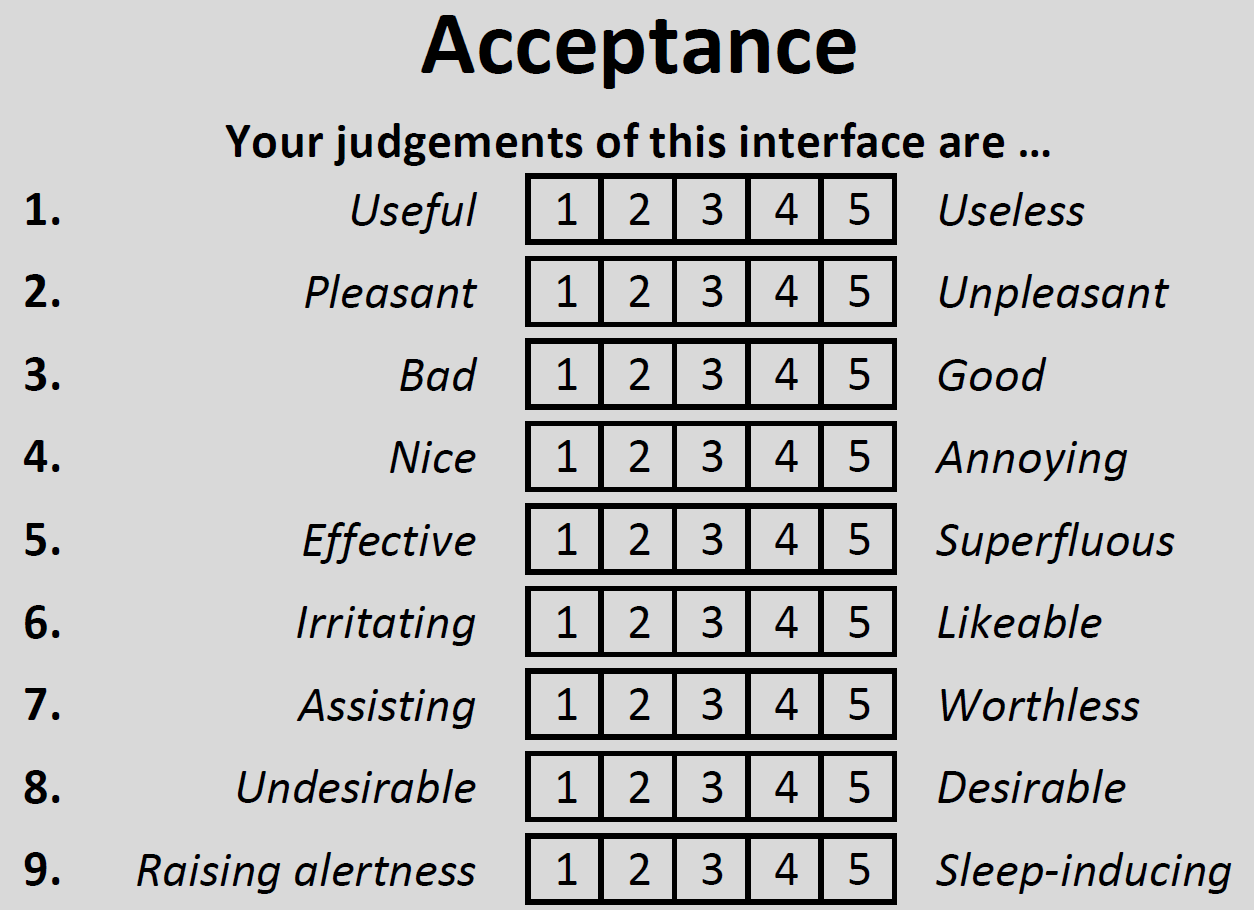 Acceptance
Your judgements of this interface are ...
1. Useful 1 2 3 4 5 Useless
2. Pleasant 1 2 3 4 5 Unpleasant
3. Bad 1 2 3 4 5 Good
4. Nice 1 2 3 4 5 Annoying
5. Effective 1 2 3 4 5 Superfluous
6. Irritating 1 2 3 4 5 Likeable
7. Assisting 1 2 3 4 5 Worthless
8. Undesirable 1 2 3 4 5 Desirable
9. Raising alertness 1 2 3 4 5 Sleep-inducing